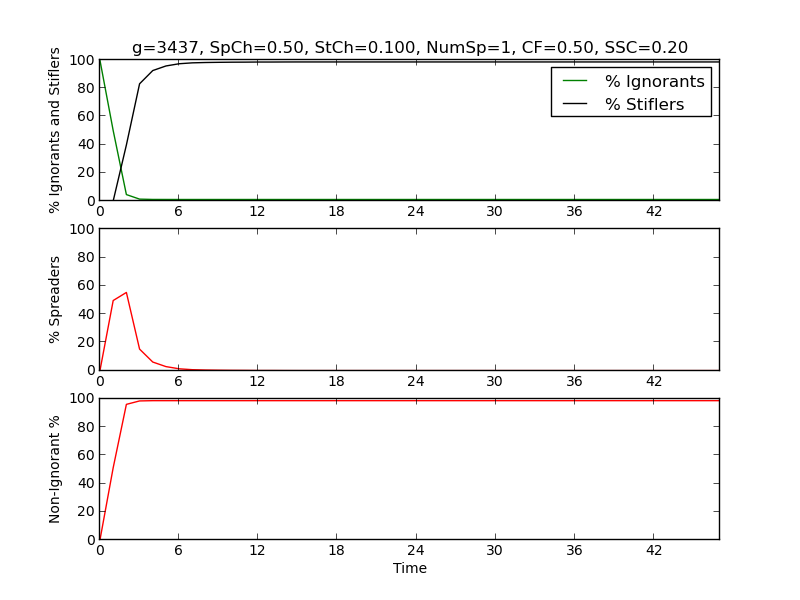 g=3437, SpCh=0.50, StCh=0.100, NumSp=1, CF=0.50, SSC=0.20
% Ignorants and Stiflers
100
80
60
40
20
0
% Ignorants
% Stiflers
0 6 12 18 24 30 36 42
% Spreaders
100
80
60
40
20
0
0 6 12 18 24 30 36 42
Non-Ignorant %
100
80
60
40
20
0
0 6 12 18 24 30 36 42
Time